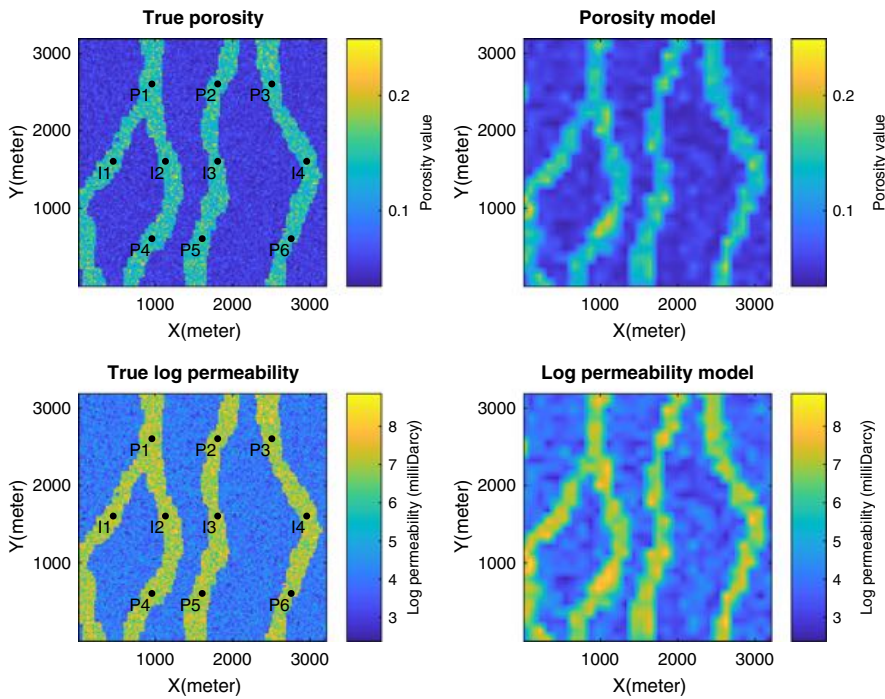 True porosity
3000
2000
1000
Y(meter)
P1
P2
P3
I1
I2
I3
I4
P4
P5
P6
1000
2000
3000
X(meter)
0.2
0.1
Porosity value
Porosity model
3000
2000
1000
Y(meter)
1000
2000
3000
X(meter)
0.2
0.1
Porosity value
True log permeability
3000
2000
1000
Y(meter)
P1
P2
P3
I1
I2
I3
I4
P4
P5
P6
1000
2000
3000
X(meter)
8
7
6
5
4
3
Log permeability (milliDarcy)
Log permeability model
3000
2000
1000
Y(meter)
1000
2000
3000
X(meter)
8
7
6
5
4
3
Log permeability (milliDarcy)